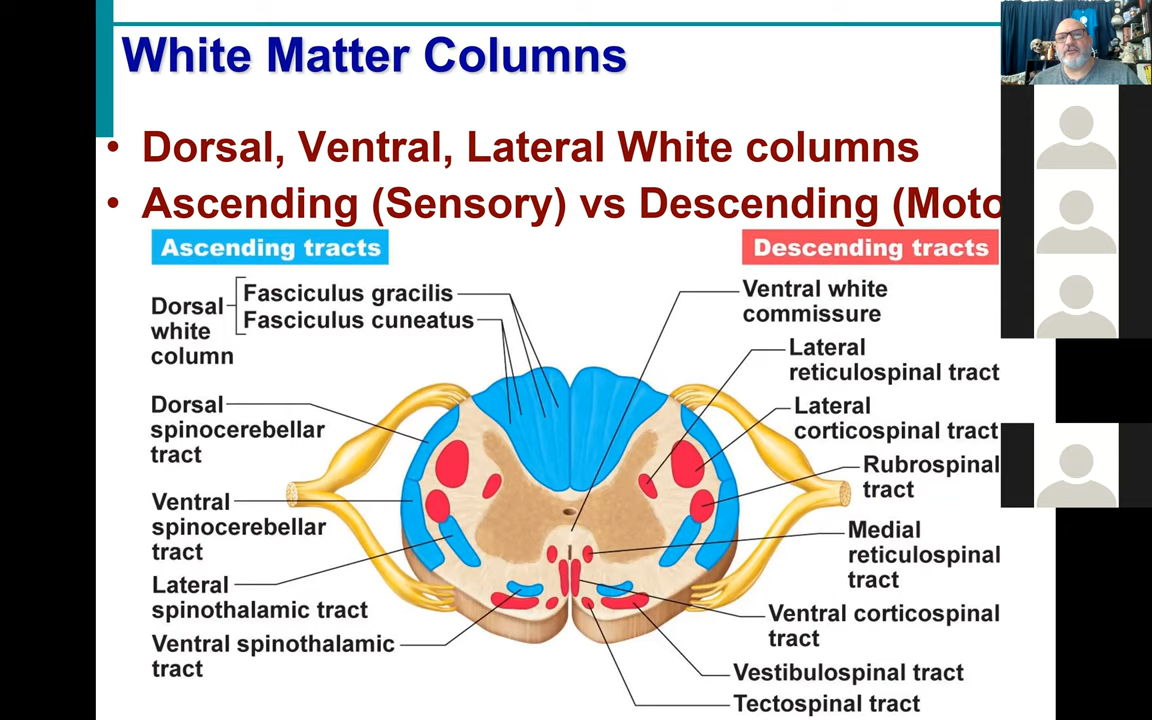 White Matter Columns
• Dorsal, Ventral, Lateral White columns
• Ascending (Sensory) vs Descending (Moto
Ascending tracts
Descending tracts
Dorsal
white
column
Fasciculus gracilis
Fasciculus cuneatus
Dorsal
spinocerebellar
tract
Ventral
spinocerebellar
tract
Lateral
spinothalamic tract
Ventral spinothalamic
tract
Ventral white
commissure
Lateral
reticulospinal tract
Lateral
corticospinal tract
Rubrospinal
tract
Medial
reticulospinal
tract
Ventral corticospinal
tract
Vestibulospinal tract
Tectospinal tract